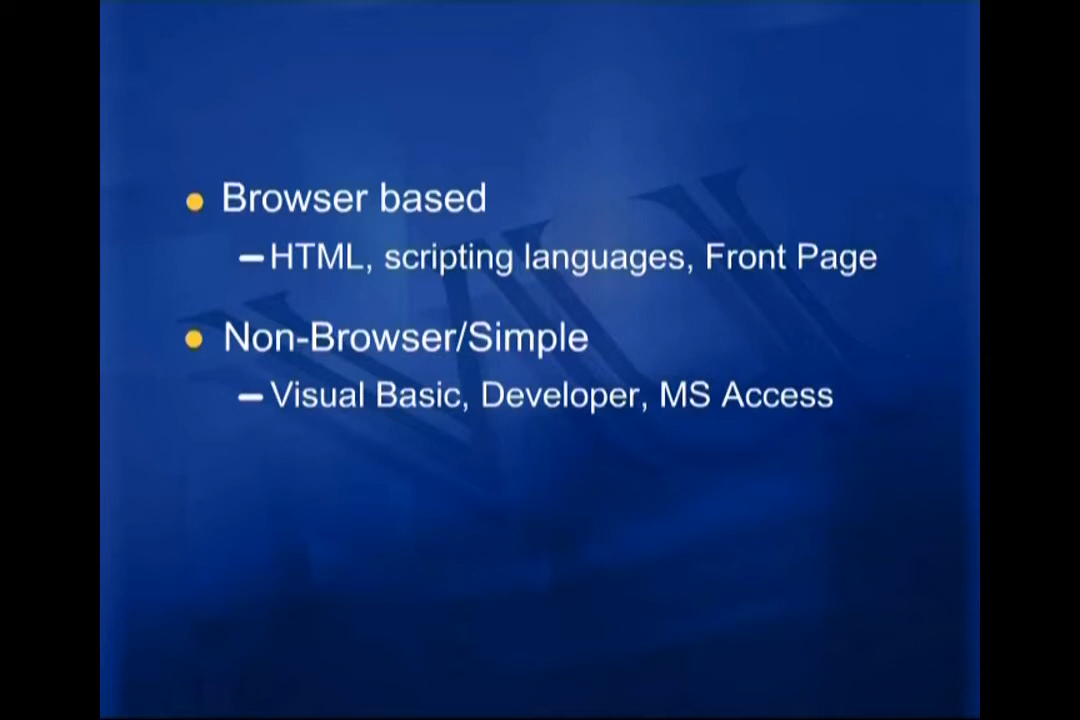 ● Browser based
– HTML, scripting languages, Front Page
● Non-Browser/Simple
– Visual Basic, Developer, MS Access